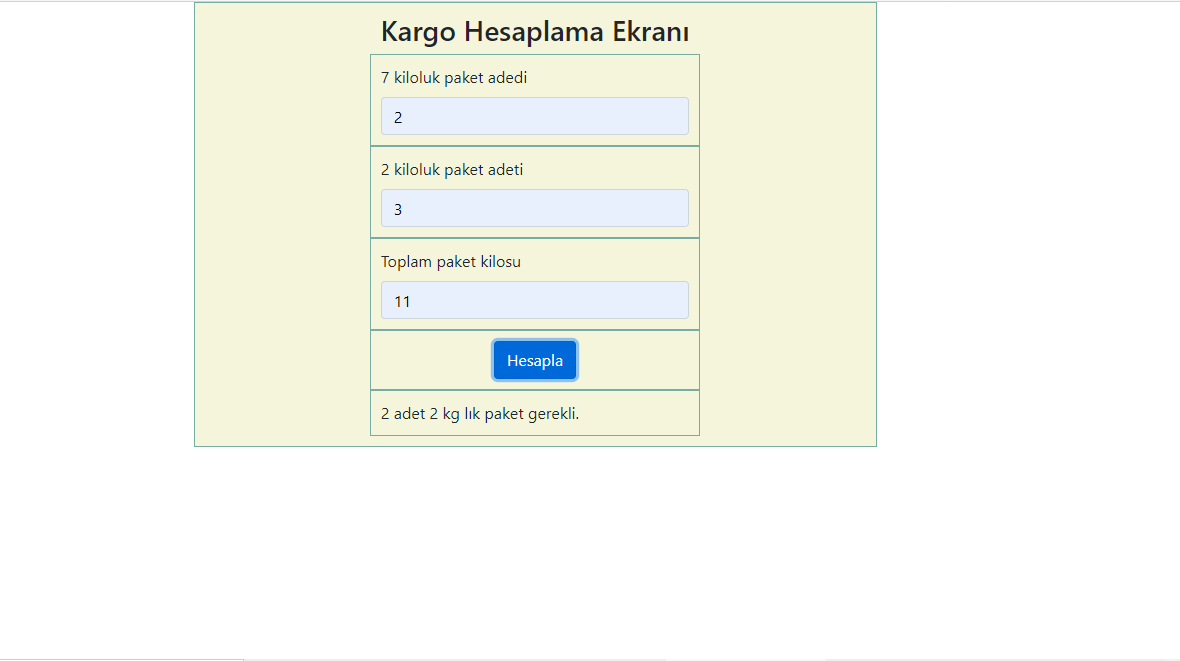 Kargo Hesaplama Ekranı
7 kiloluk paket adedi
2
2 kiloluk paket adeti
3
Toplam paket kilosu
11
Hesapla
2 adet 2 kg lık paket gerekli.